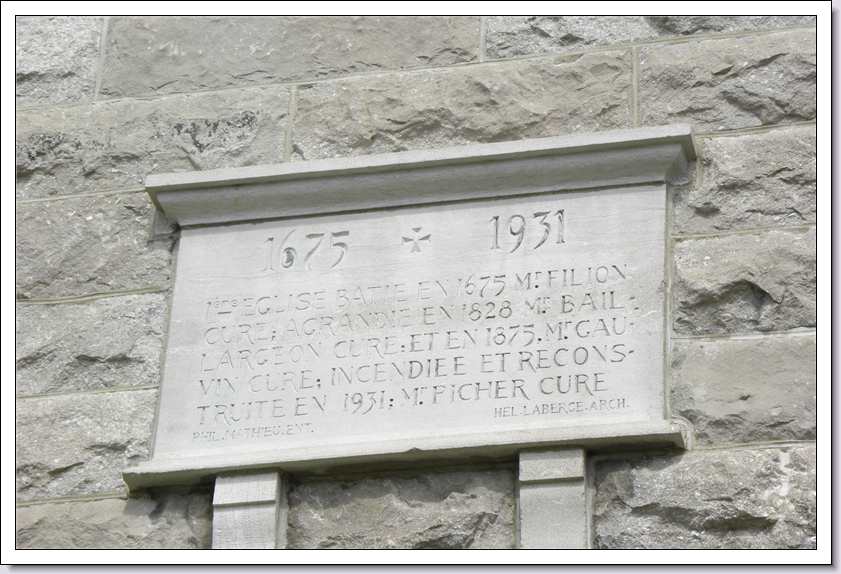 1675 ✠ 1931
1ERE EGLISE BATIE EN 1675 MR. FILION
CURE; AGRANDIE EN 1828 MR. BAIL-
LARGEON CURE; ET EN 1875, MR. GAU-
VIN CURE; INCENDIEE ET RECONS-
TRUITE EN 1931; MR. PICHER CURE
PHIL. MATHIEU. ENT. HEL. LABERGE. ARCH.